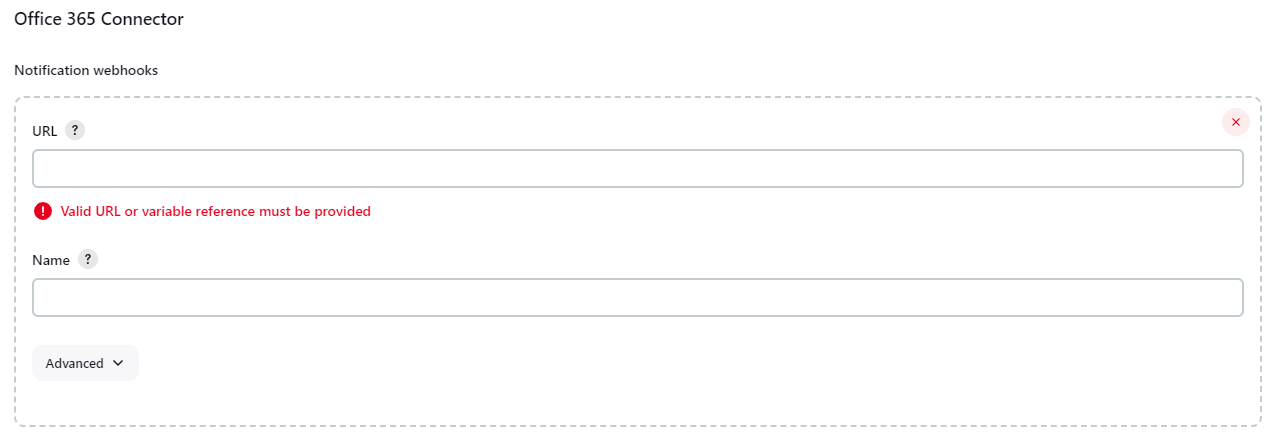 Office 365 Connector
Notification webhooks
URL ?
Valid URL or variable reference must be provided
Name ?
Advanced